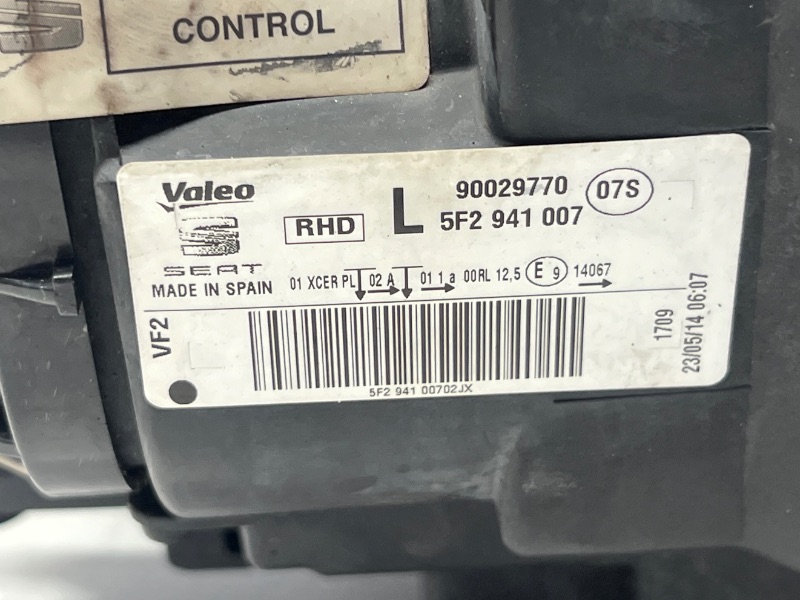 CONTROL
Valeo
RHD L 90029770 07S
5F2 941 007
SEAT
MADE IN SPAIN
01 XCER PL 02 A 01 1 a 00RL 12,5 E 9 14067
VF2
1709
23/05/14 06:07
5F2 941 00702JX